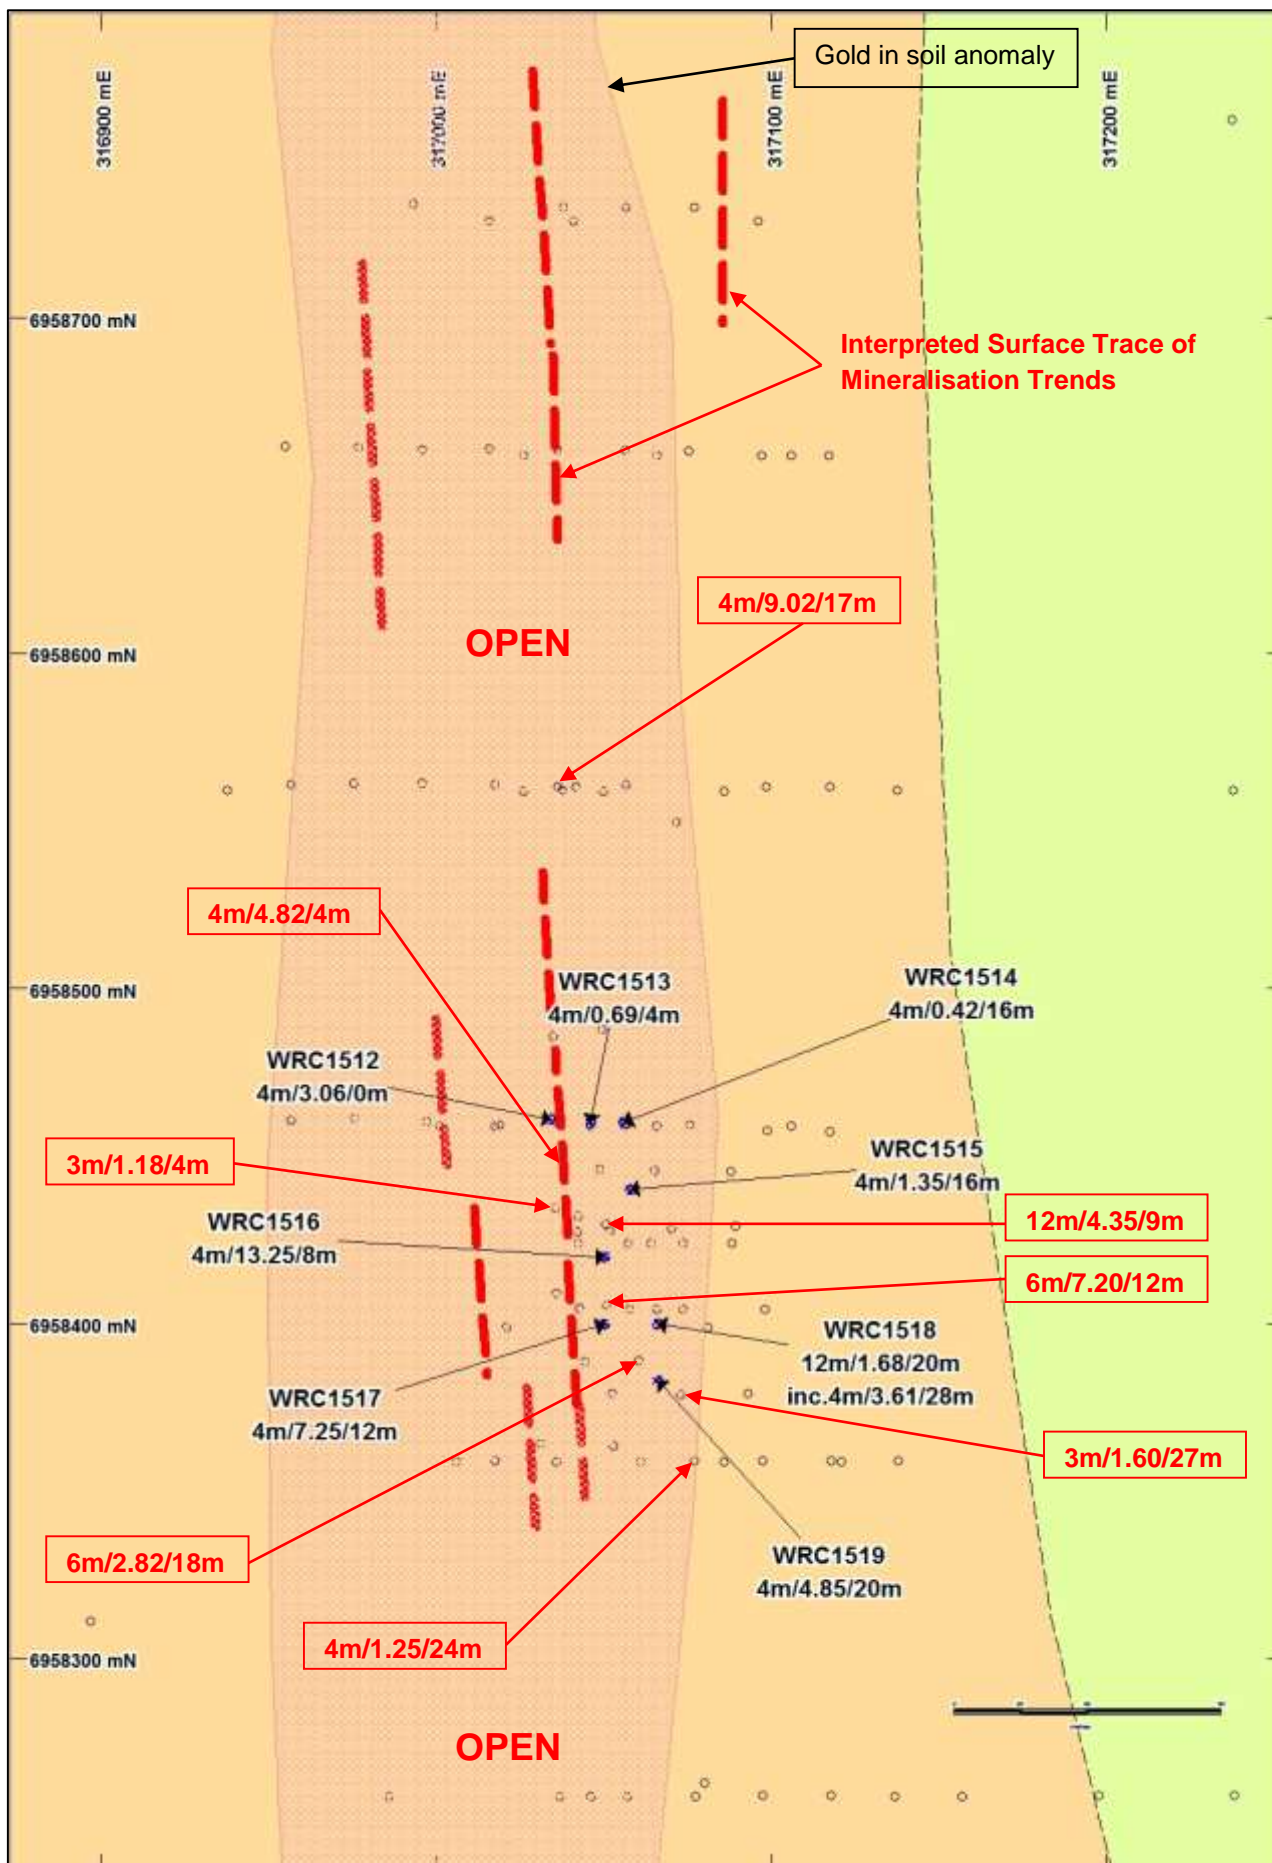 Gold in soil anomaly
316900 mE
317000 mE
317100 mE
317200 mE
6958700 mN
Interpreted Surface Trace of
Mineralisation Trends
4m/9.02/17m
OPEN
6958600 mN
4m/4.82/4m
WRC1513
4m/0.69/4m
WRC1514
4m/0.42/16m
6958500 mN
WRC1512
4m/3.06/0m
3m/1.18/4m
WRC1515
4m/1.35/16m
WRC1516
4m/13.25/8m
12m/4.35/9m
6m/7.20/12m
6958400 mN
WRC1518
12m/1.68/20m
inc.4m/3.61/28m
WRC1517
4m/7.25/12m
3m/1.60/27m
6m/2.82/18m
WRC1519
4m/4.85/20m
4m/1.25/24m
6958300 mN
OPEN